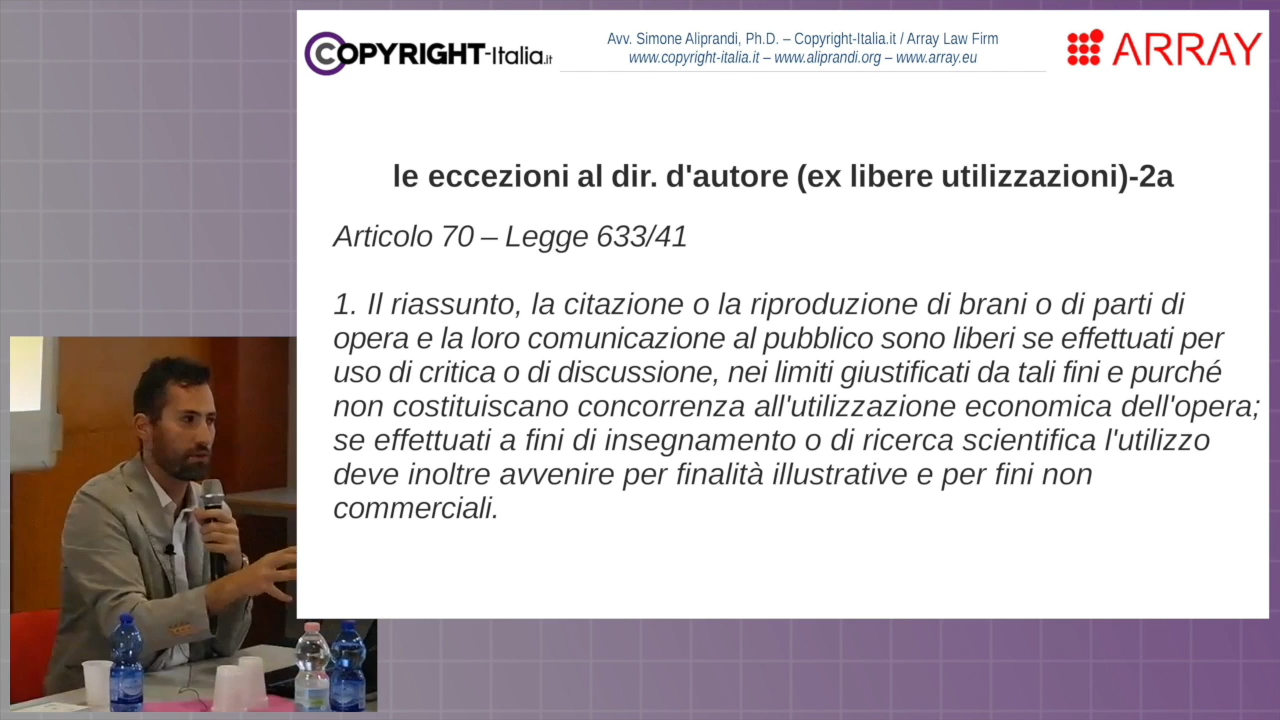 COPYRIGHT-Italia.it
Avv. Simone Aliprandi, Ph.D. – Copyright-Italia.it / Array Law Firm
www.copyright-italia.it – www.aliprandi.org – www.array.eu
ARRAY
le eccezioni al dir. d'autore (ex libere utilizzazioni)-2a
Articolo 70 – Legge 633/41
1. Il riassunto, la citazione o la riproduzione di brani o di parti di
opera e la loro comunicazione al pubblico sono liberi se effettuati per
uso di critica o di discussione, nei limiti giustificati da tali fini e purché
non costituiscano concorrenza all'utilizzazione economica dell'opera;
se effettuati a fini di insegnamento o di ricerca scientifica l'utilizzo
deve inoltre avvenire per finalità illustrative e per fini non
commerciali.